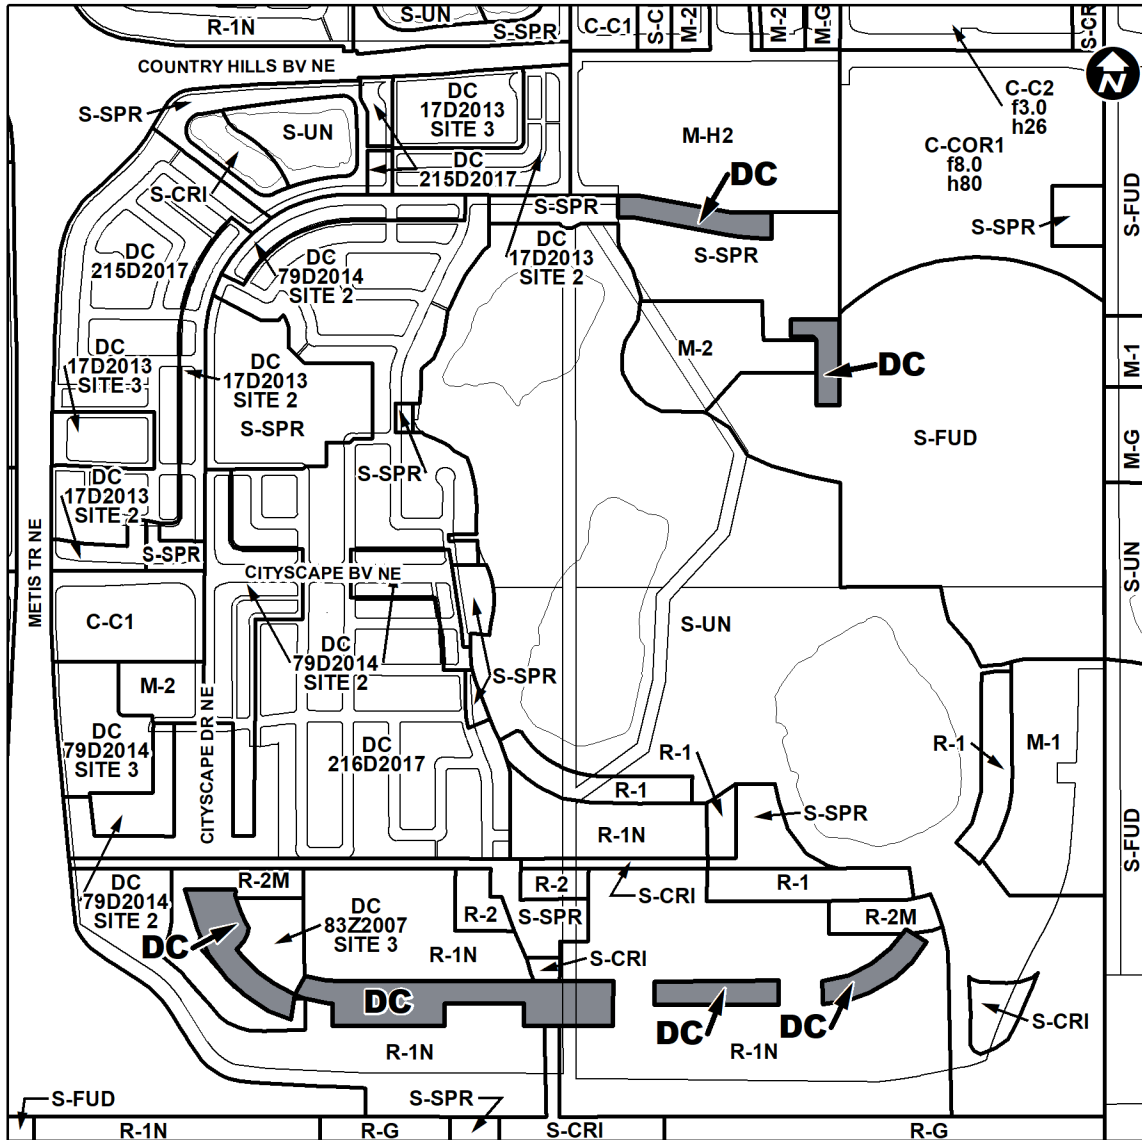 R-1N
S-UN
S-SPR
C-C1
S-C
M-2
M-2
M-G
S-CR
COUNTRY HILLS BV NE
N
S-SPR
S-UN
DC
17D2013
SITE 3
M-H2
C-C2
f3.0
h26
C-COR1
f8.0
h80
S-CRI
DC
215D2017
DC
S-SPR
S-SPR
S-FUD
DC
215D2017
DC
79D2014
SITE 2
DC
17D2013
SITE 2
S-SPR
DC
17D2013
SITE 3
DC
17D2013
SITE 2
S-SPR
M-2
DC
M-1
S-FUD
M-G
S-SPR
DC
17D2013
SITE 2
S-SPR
METIS TR NE
CITYSCAPE BV NE
S-UN
C-C1
S-UN
DC
79D2014
SITE 2
S-SPR
M-2
CITYSCAPE DR NE
DC
79D2014
SITE 3
DC
216D2017
R-1
R-1
M-1
R-1
S-SPR
R-1N
S-FUD
DC
79D2014
SITE 2
R-2M
DC
83Z2007
SITE 3
R-2
R-2
S-SPR
S-CRI
R-1
R-2M
DC
R-1N
S-CRI
DC
DC
DC
S-CRI
R-1N
R-1N
S-FUD
S-SPR
R-1N
R-G
S-CRI
R-G